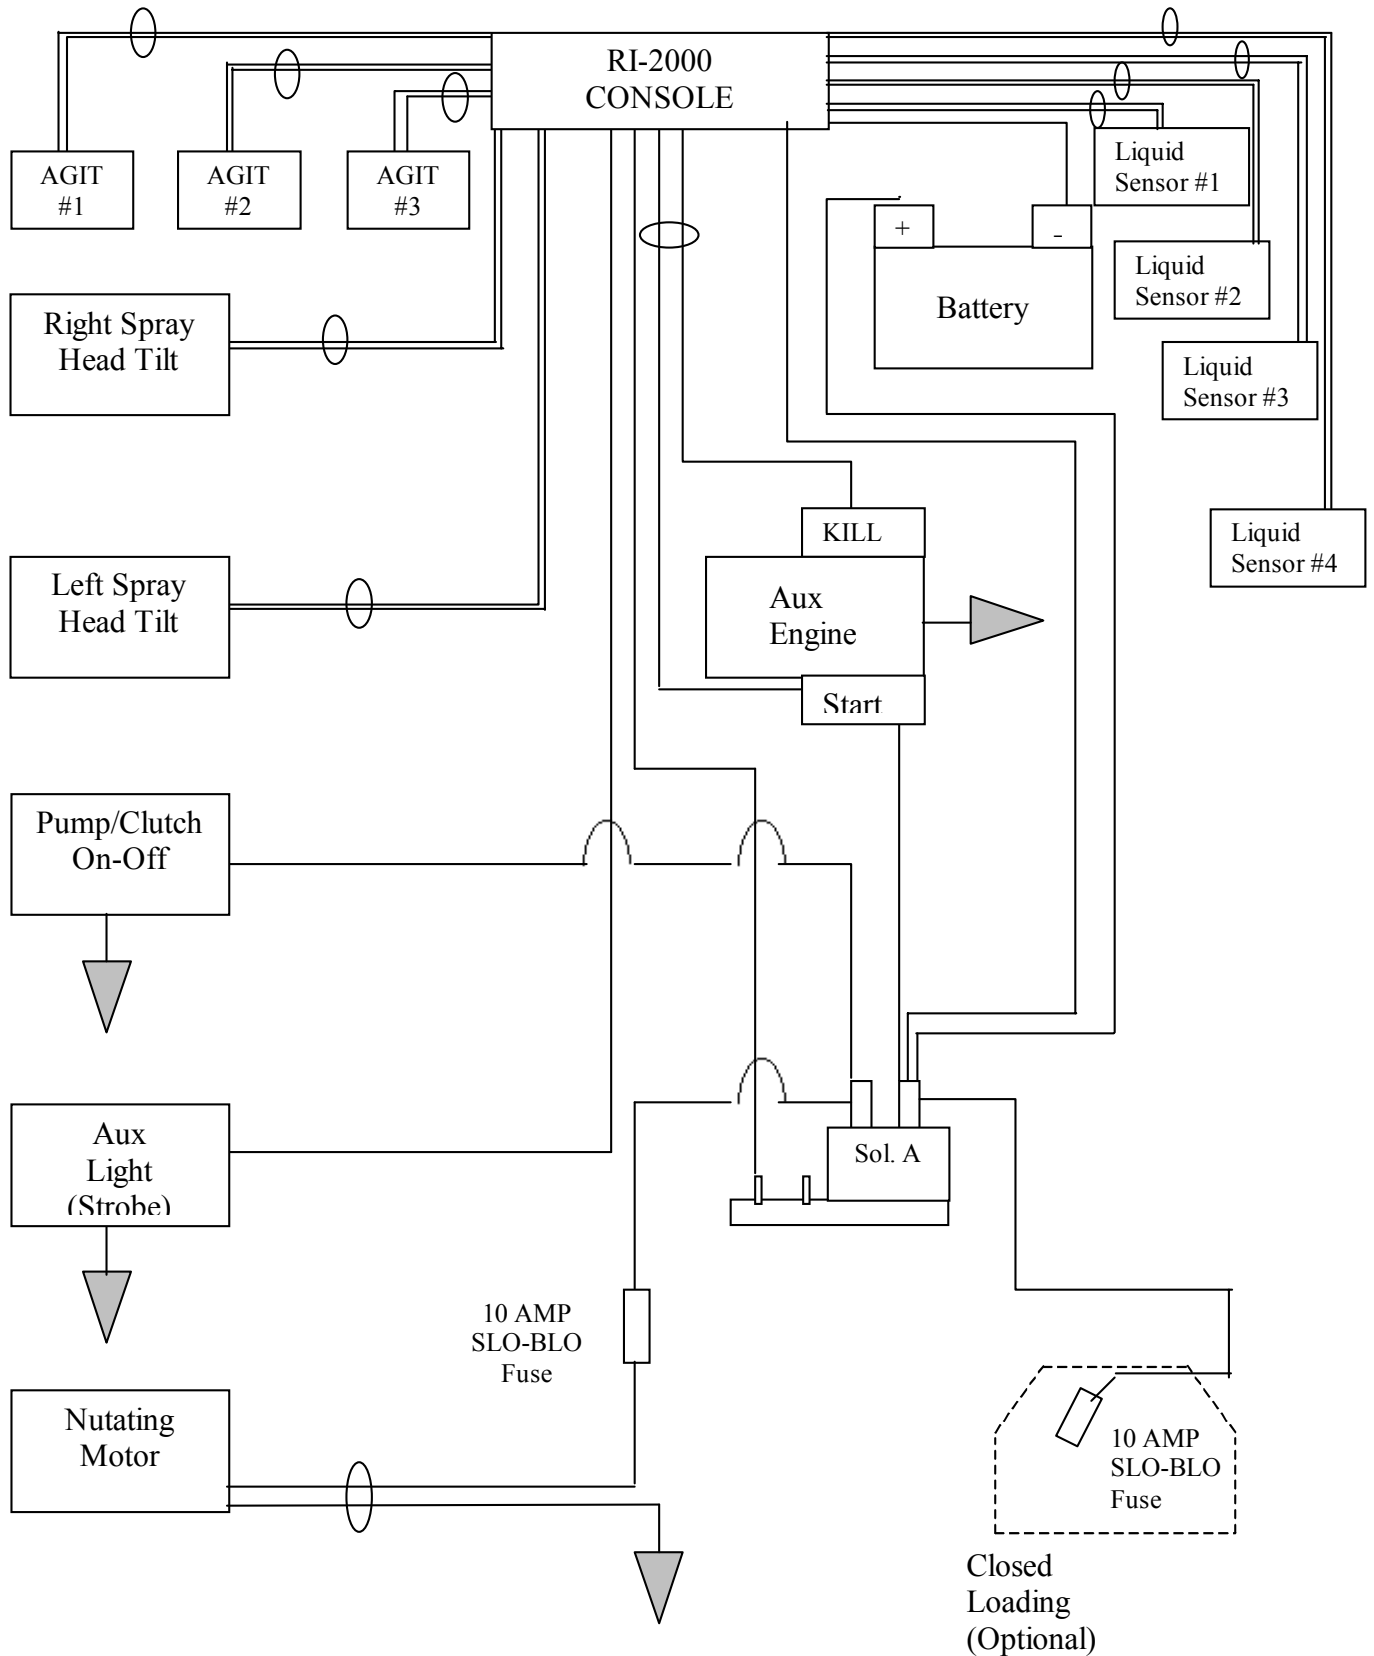 RI-2000
CONSOLE
AGIT
#1
AGIT
#2
AGIT
#3
Liquid
Sensor #1
+
-
Battery
Liquid
Sensor #2
Liquid
Sensor #3
Liquid
Sensor #4
Right Spray
Head Tilt
KILL
Aux
Engine
Start
Left Spray
Head Tilt
Pump/Clutch
On-Off
Aux
Light
(Strobe)
Sol. A
10 AMP
SLO-BLO
Fuse
Nutating
Motor
10 AMP
SLO-BLO
Fuse
Closed
Loading
(Optional)